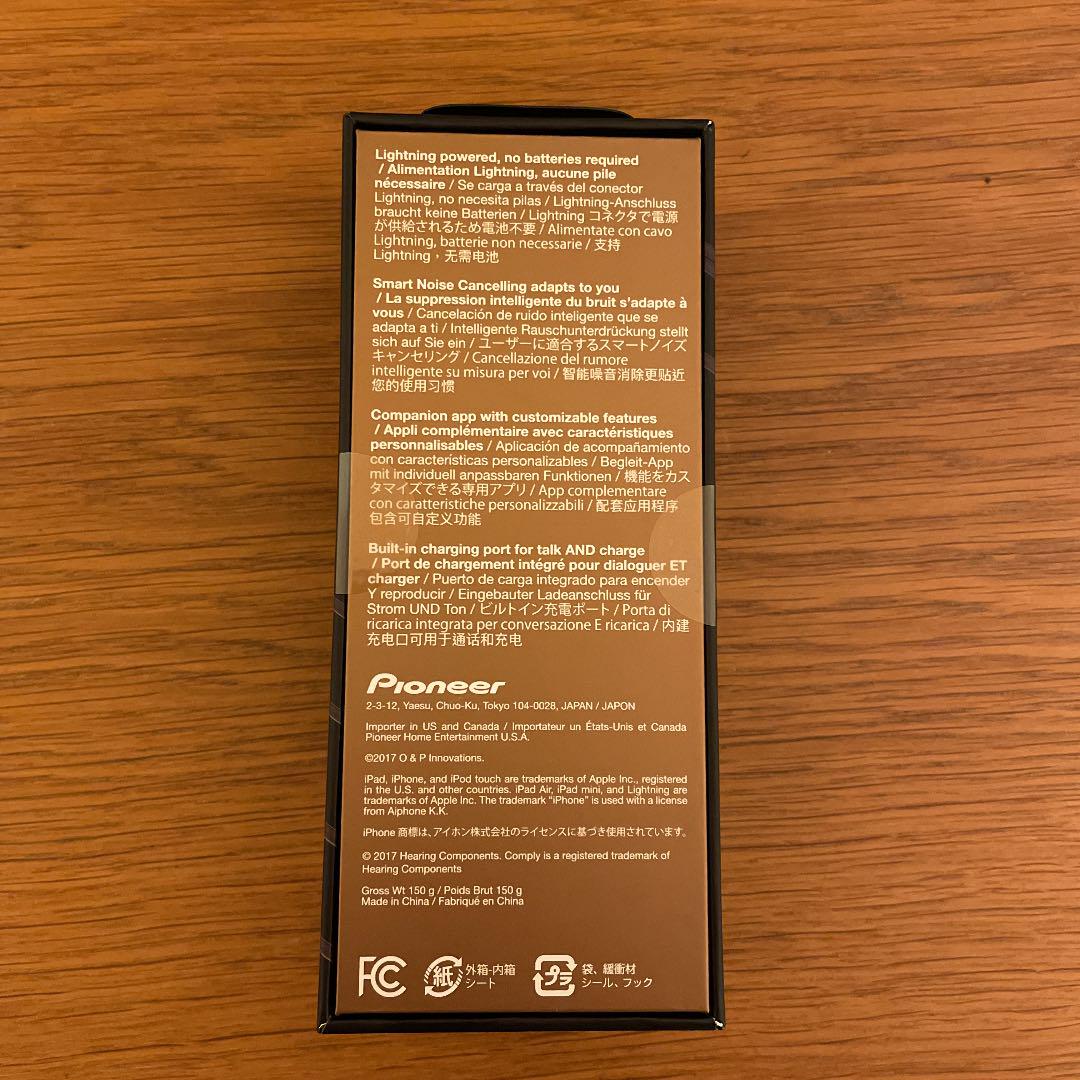 Lightning powered, no batteries required
/ Alimentation Lightning, aucune pile
nécessaire / Se carga a través del conector
Lightning, no necesita pilas / Lightning-Anschluss
braucht keine Batterien / Lightning コネクタで電源
が供給されるため電池不要 / Alimentate con cavo
Lightning, batterie non necessarie / 支持
Lightning，无需电池
Smart Noise Cancelling adapts to you
/ La suppression intelligente du bruit s'adapte à
vous / Cancelación de ruido inteligente que se
adapta a ti / Intelligente Rauschunterdrückung stellt
sich auf Sie ein / ユーザーに適合するスマートノイズ
キャンセリング / Cancellazione del rumore
intelligente su misura per voi / 智能噪音消除更贴近
您的使用习惯
Companion app with customizable features
/ Appli complémentaire avec caractéristiques
personnalisables / Aplicación de acompañamiento
con características personalizables / Begleit-App
mit individuell anpassbaren Funktionen / 機能をカス
タマイズできる専用アプリ / App complementare
con caratteristiche personalizzabili / 配套应用程序
包含可自定义功能
Built-in charging port for talk AND charge
/ Port de chargement intégré pour dialoguer ET
charger / Puerto de carga integrado para encender
Y reproducir / Eingebauter Ladeanschluss für
Strom UND Ton / ビルトイン充電ポート / Porta di
ricarica integrata per conversazione E ricarica / 内建
充电口可用于通话和充电
Pioneer
2-3-12, Yaesu, Chuo-Ku, Tokyo 104-0028, JAPAN / JAPON
Importer in US and Canada / Importateur un États-Unis et Canada
Pioneer Home Entertainment U.S.A.
©2017 O & P Innovations.
iPad, iPhone, and iPod touch are trademarks of Apple Inc., registered
in the U.S. and other countries. iPad Air, iPad mini, and Lightning are
trademarks of Apple Inc. The trademark "iPhone" is used with a license
from Aiphone K.K.
iPhone 商標は、アイホン株式会社のライセンスに基づき使用されています。
© 2017 Hearing Components. Comply is a registered trademark of
Hearing Components
Gross Wt 150 g / Poids Brut 150 g
Made in China / Fabriqué en China
FC 紙 外箱-内箱 プラ 袋、緩衝材
シート シール、フック